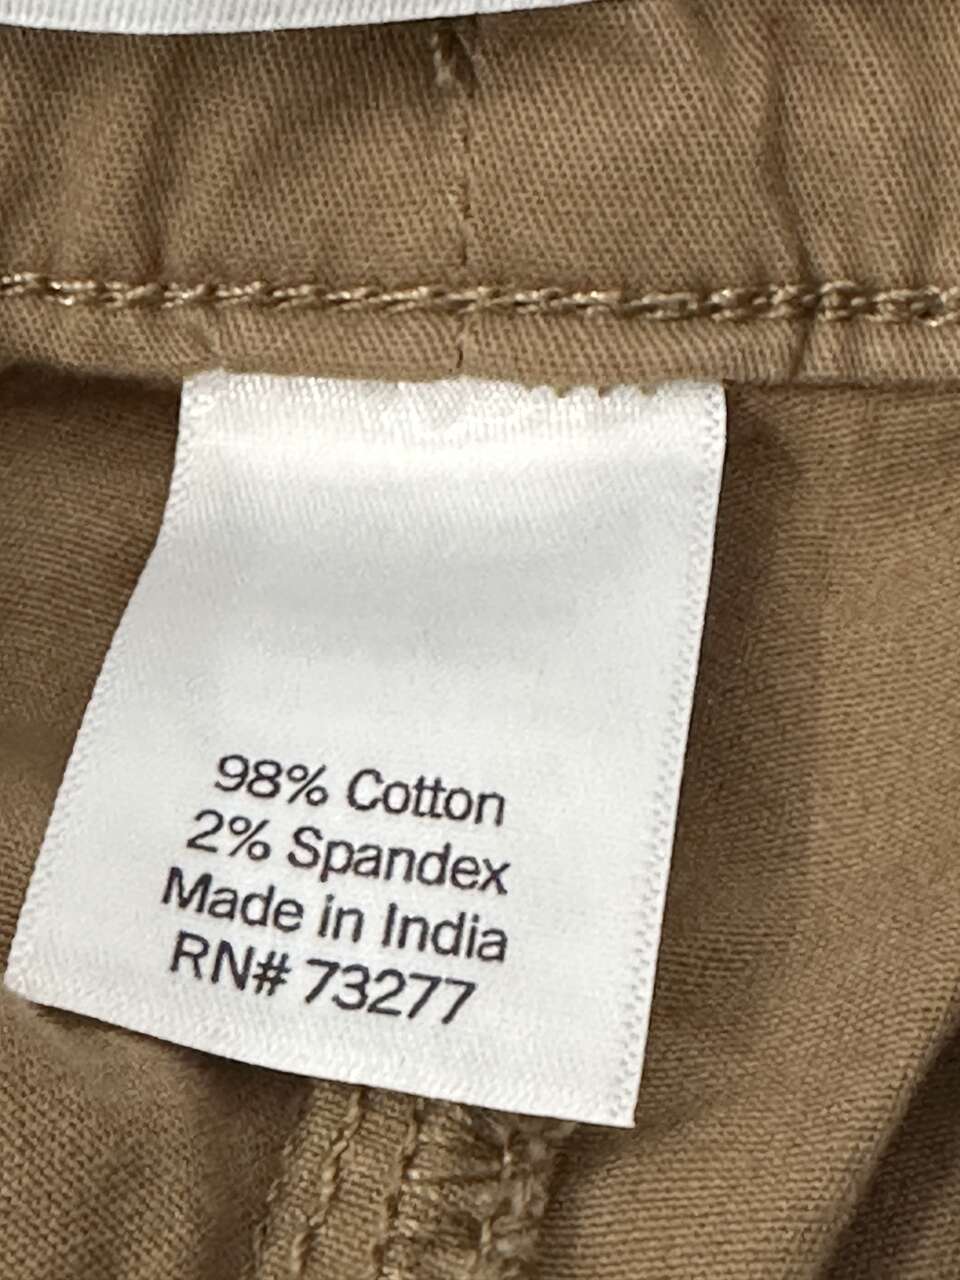 98% Cotton
2% Spandex
Made in India
RN# 73277